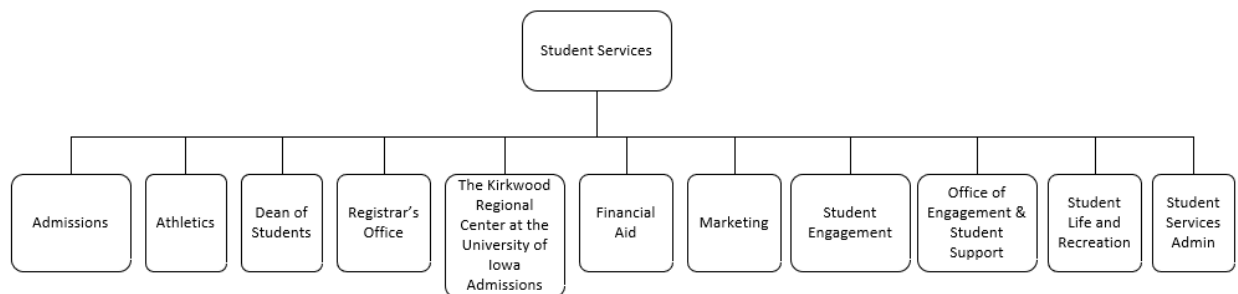 Student Services
Admissions
Athletics
Dean of
Students
Registrar's
Office
The Kirkwood
Regional
Center at the
University of
Iowa
Admissions
Financial
Aid
Marketing
Student
Engagement
Office of
Engagement &
Student
Support
Student
Life and
Recreation
Student
Services
Admin